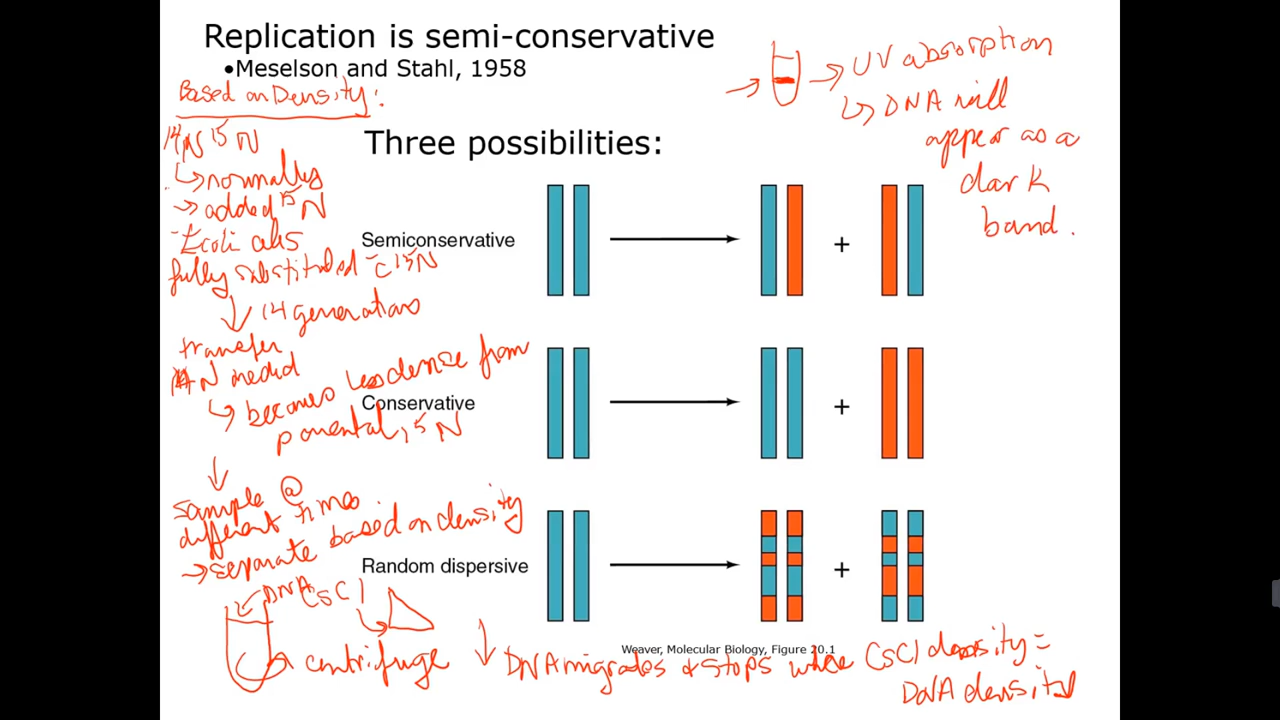 Replication is semi-conservative
•Meselson and Stahl, 1958
Based on Density:
14N 15N
↳ normally
→ added 15N
-Ecoli cells
fully substituted c 15N
↓ 14 generations
transfer
14N media
↳ becomes less dense from
parental, 15N
↓
sample @
different times
→ separate based on density
DNA CsCl
centrifuge
↓ DNA migrates & stops where CsCl density =
DNA density
→ UV absorption
↳ DNA will
appear as a
dark
band.
Three possibilities:
Semiconservative
+
Conservative
+
Random dispersive
+
Weaver, Molecular Biology, Figure 20.1